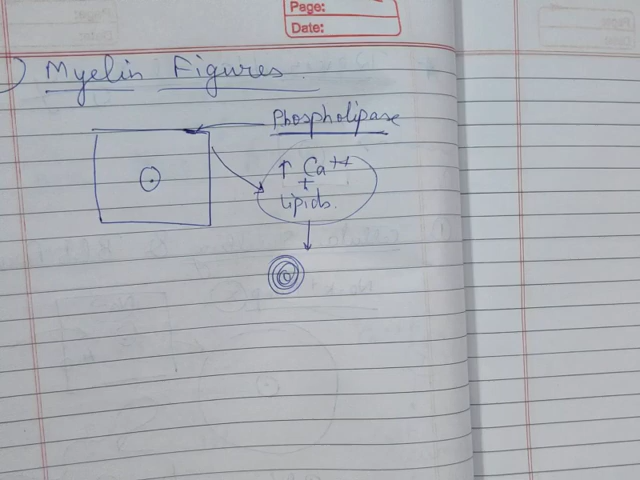 Page:
Date:
Myelin Figures
Phospholipase
↑ Ca++
+
lipids.